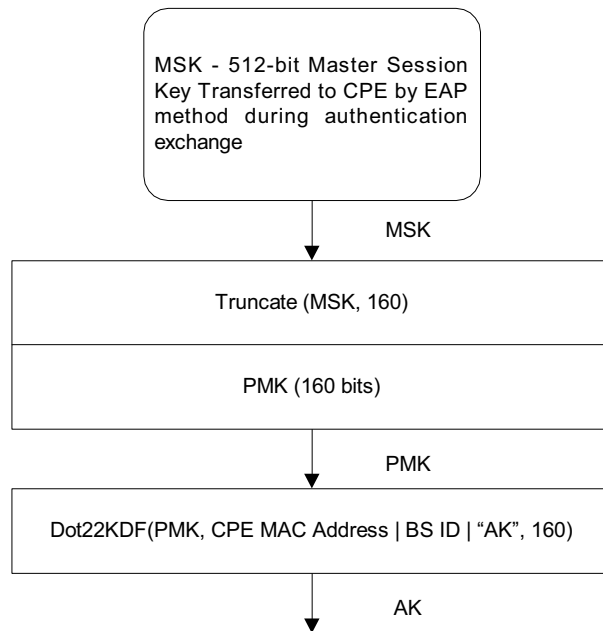 MSK - 512-bit Master Session
Key Transferred to CPE by EAP
method during authentication
exchange
MSK
Truncate (MSK, 160)
PMK (160 bits)
PMK
Dot22KDF(PMK, CPE MAC Address | BS ID | “AK”, 160)
AK